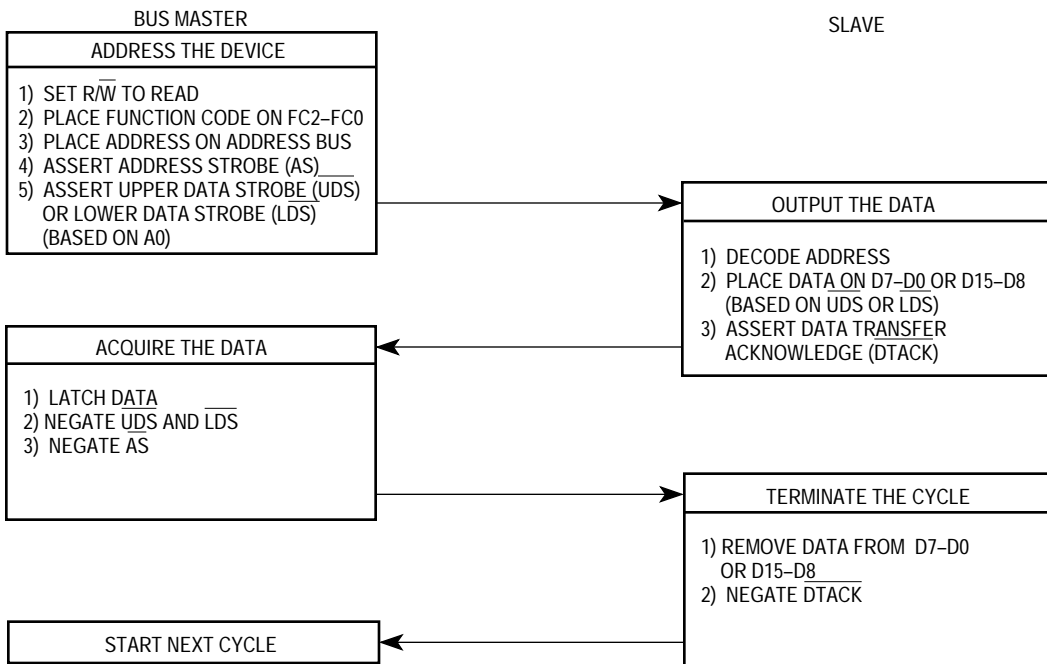 BUS MASTER
SLAVE
ADDRESS THE DEVICE
1) SET R/W̅ TO READ
2) PLACE FUNCTION CODE ON FC2–FC0
3) PLACE ADDRESS ON ADDRESS BUS
4) ASSERT ADDRESS STROBE (AS)
5) ASSERT UPPER DATA STROBE (UDS)
OR LOWER DATA STROBE (LDS)
(BASED ON A0)
OUTPUT THE DATA
1) DECODE ADDRESS
2) PLACE DATA ON D7–D0 OR D15–D8
(BASED ON UDS OR LDS)
3) ASSERT DATA TRANSFER
ACKNOWLEDGE (DTACK)
ACQUIRE THE DATA
1) LATCH DATA
2) NEGATE UDS AND LDS
3) NEGATE AS
TERMINATE THE CYCLE
1) REMOVE DATA FROM D7–D0
OR D15–D8
2) NEGATE DTACK
START NEXT CYCLE